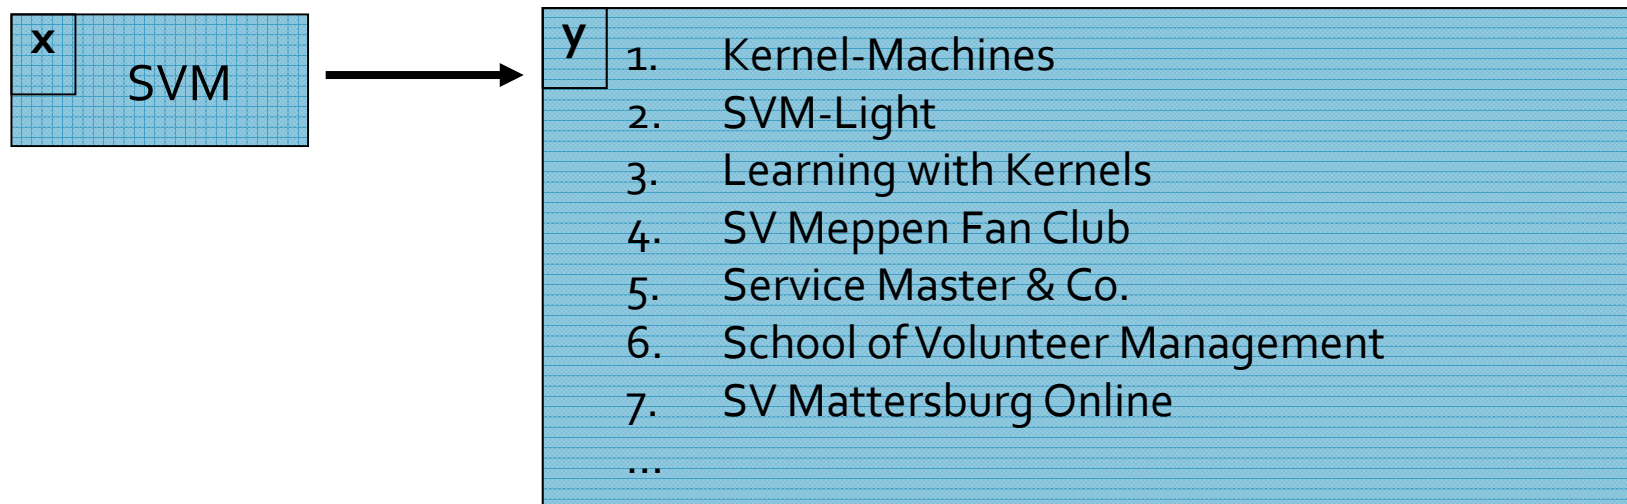 x
SVM
y
1. Kernel-Machines
2. SVM-Light
3. Learning with Kernels
4. SV Meppen Fan Club
5. Service Master & Co.
6. School of Volunteer Management
7. SV Mattersburg Online
...